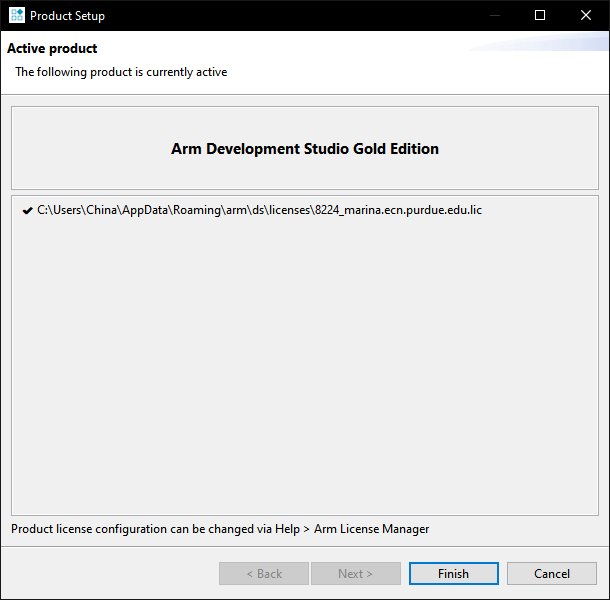 Product Setup
Active product
The following product is currently active
Arm Development Studio Gold Edition
C:\Users\China\AppData\Roaming\arm\ds\licenses\8224_marina.ecn.purdue.edu.lic
Product license configuration can be changed via Help > Arm License Manager
< Back Next > Finish Cancel